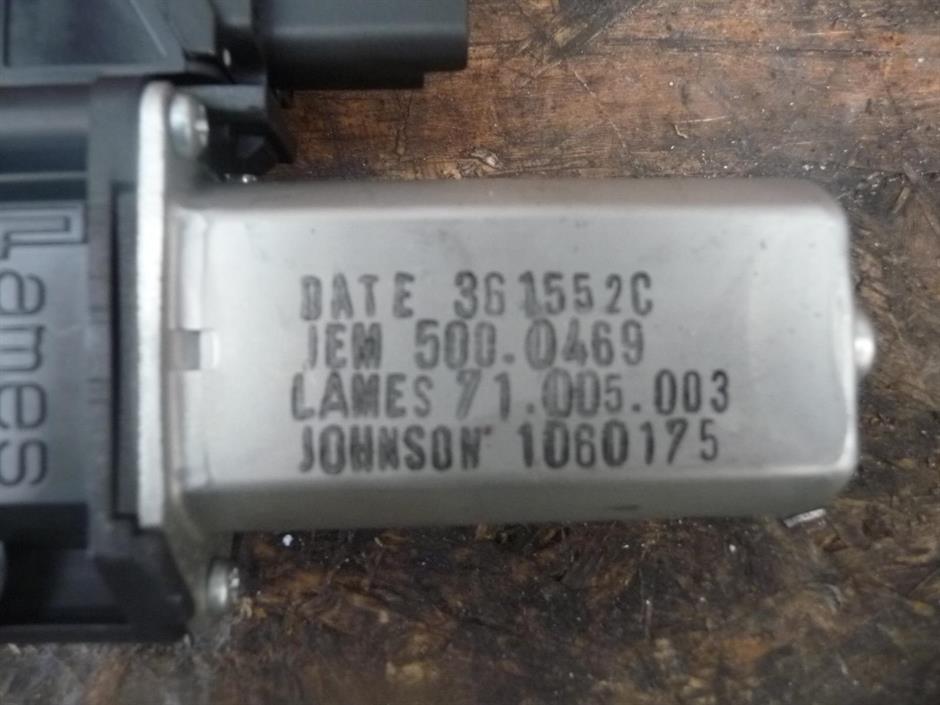 Lames
DATE 361552C
JEM 500.0469
LAMES 71.005.003
JOHNSON 1060175